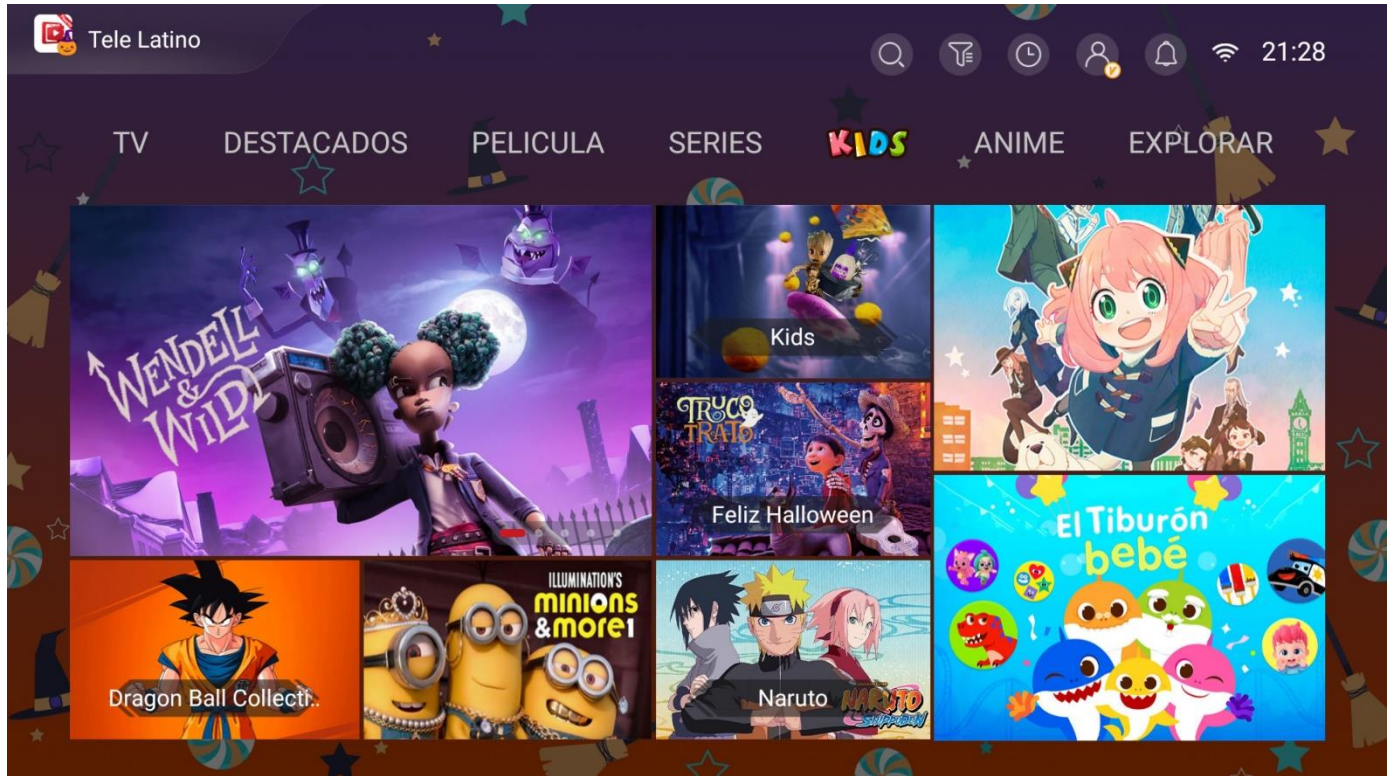 Tele Latino
21:28
TV
DESTACADOS
PELICULA
SERIES
KIDS
ANIME
EXPLORAR
WENDELL
&
WILD
Kids
TRUCO
TRATO
Feliz Halloween
El Tiburón
bebé
Dragon Ball Collecti..
ILLUMINATION'S
minions
&more1
Naruto
NARUTO
SHIPPUDEN